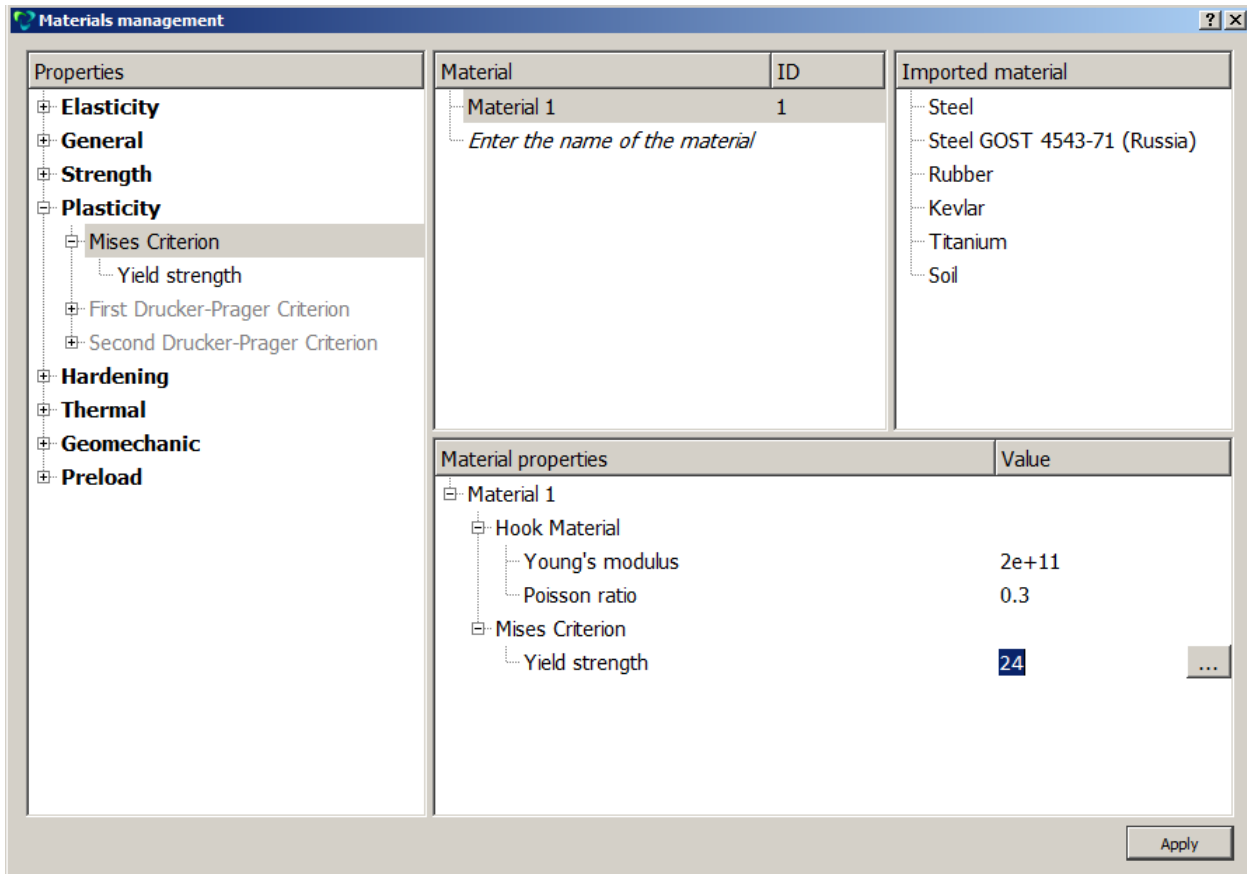 Materials management
Properties
Elasticity
General
Strength
Plasticity
Mises Criterion
Yield strength
First Drucker-Prager Criterion
Second Drucker-Prager Criterion
Hardening
Thermal
Geomechanic
Preload
Material ID
Material 1 1
Enter the name of the material
Imported material
Steel
Steel GOST 4543-71 (Russia)
Rubber
Kevlar
Titanium
Soil
Material properties Value
Material 1
Hook Material
Young's modulus 2e+11
Poisson ratio 0.3
Mises Criterion
Yield strength 24 ...
Apply